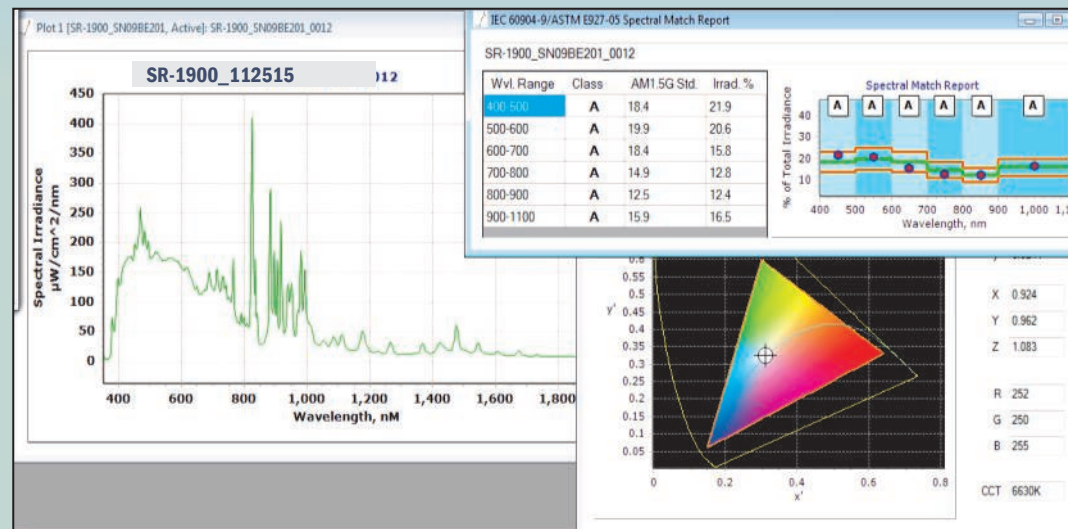 Plot 1 [SR-1900_SN09BE201, Active]: SR-1900_SN09BE201_0012
SR-1900_112515 012
450
400
350
300
250
200
150
100
50
0
Spectral Irradiance
µW/cm^2/nm
400 600 800 1,000 1,200 1,400 1,600 1,800
Wavelength, nM
IEC 60904-9/ASTM E927-05 Spectral Match Report
SR-1900_SN09BE201_0012
Wvl. Range Class AM1.5G Std. Irrad. %
400-500 A 18.4 21.9
500-600 A 19.9 20.6
600-700 A 18.4 15.8
700-800 A 14.9 12.8
800-900 A 12.5 12.4
900-1100 A 15.9 16.5
Spectral Match Report
A A A A A A
% of Total Irradiance
40
30
20
10
400 500 600 700 800 900 1,000
Wavelength, nm
0.6
0.55
0.5
0.45
0.4
0.35
0.3
0.25
0.2
0.15
0.1
0.05
y'
0 0.2 0.4 0.6 0.8
x'
X 0.924
Y 0.962
Z 1.083
R 252
G 250
B 255
CCT 6630K